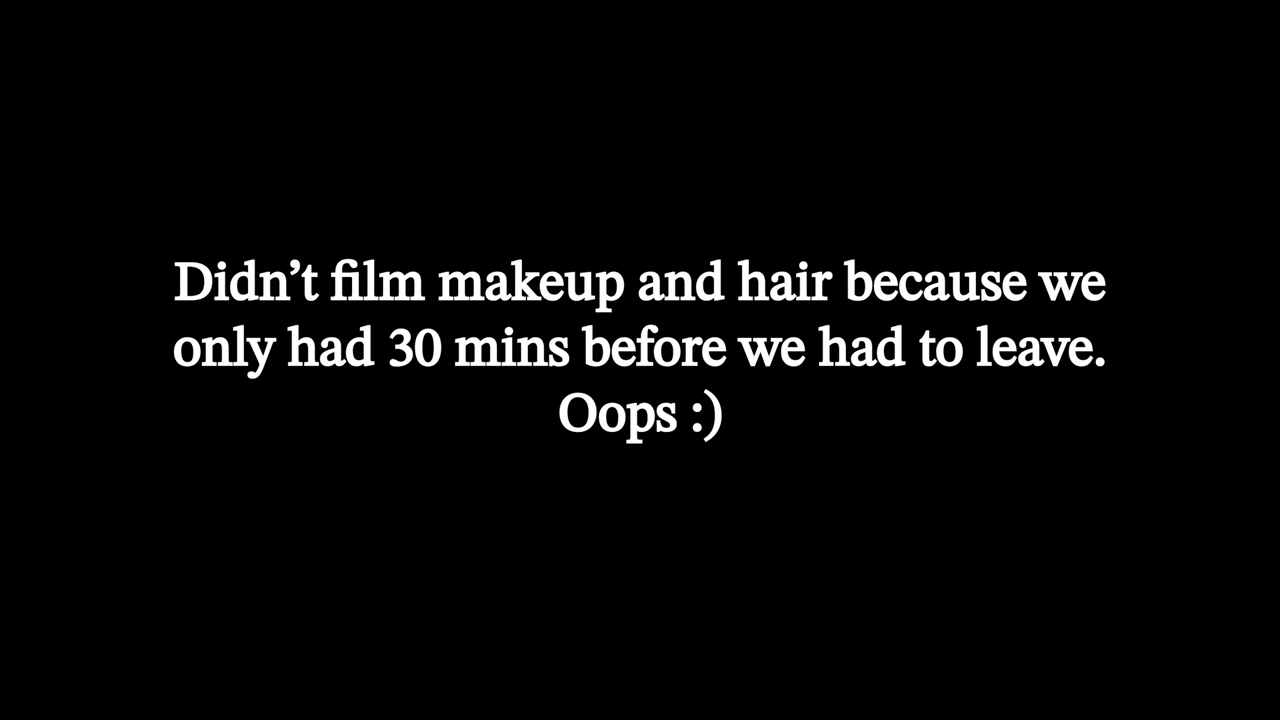 Didn’t film makeup and hair because we
only had 30 mins before we had to leave.
Oops :)